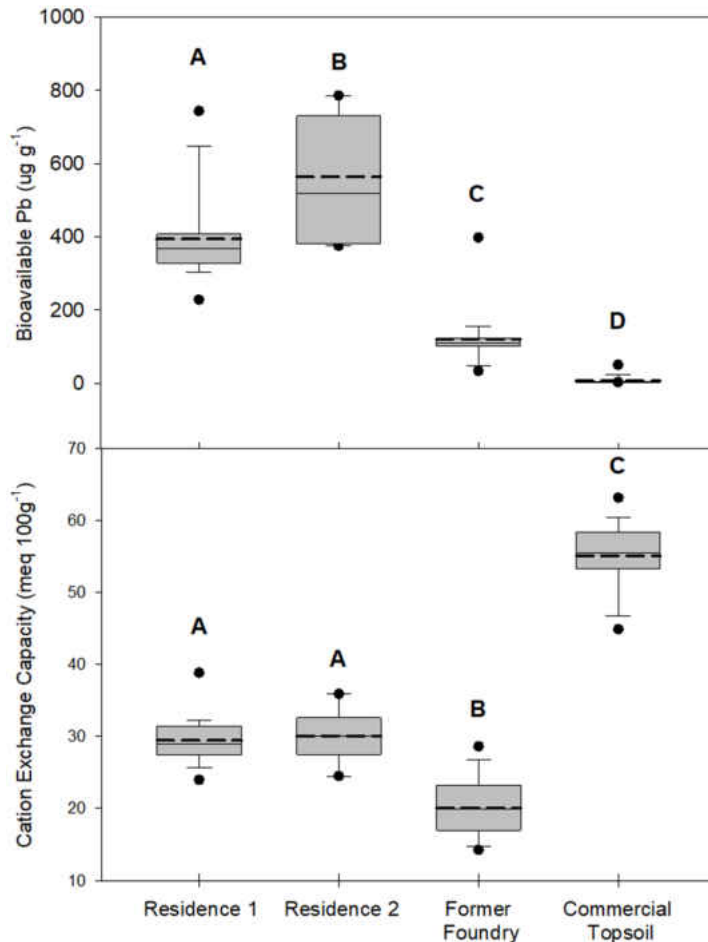 1000
800
600
400
200
0
Bioavailable Pb (ug g-1)
A
B
C
D
70
60
50
40
30
20
10
Cation Exchange Capacity (meq 100g-1)
A
A
B
C
Residence 1
Residence 2
Former
Foundry
Commercial
Topsoil